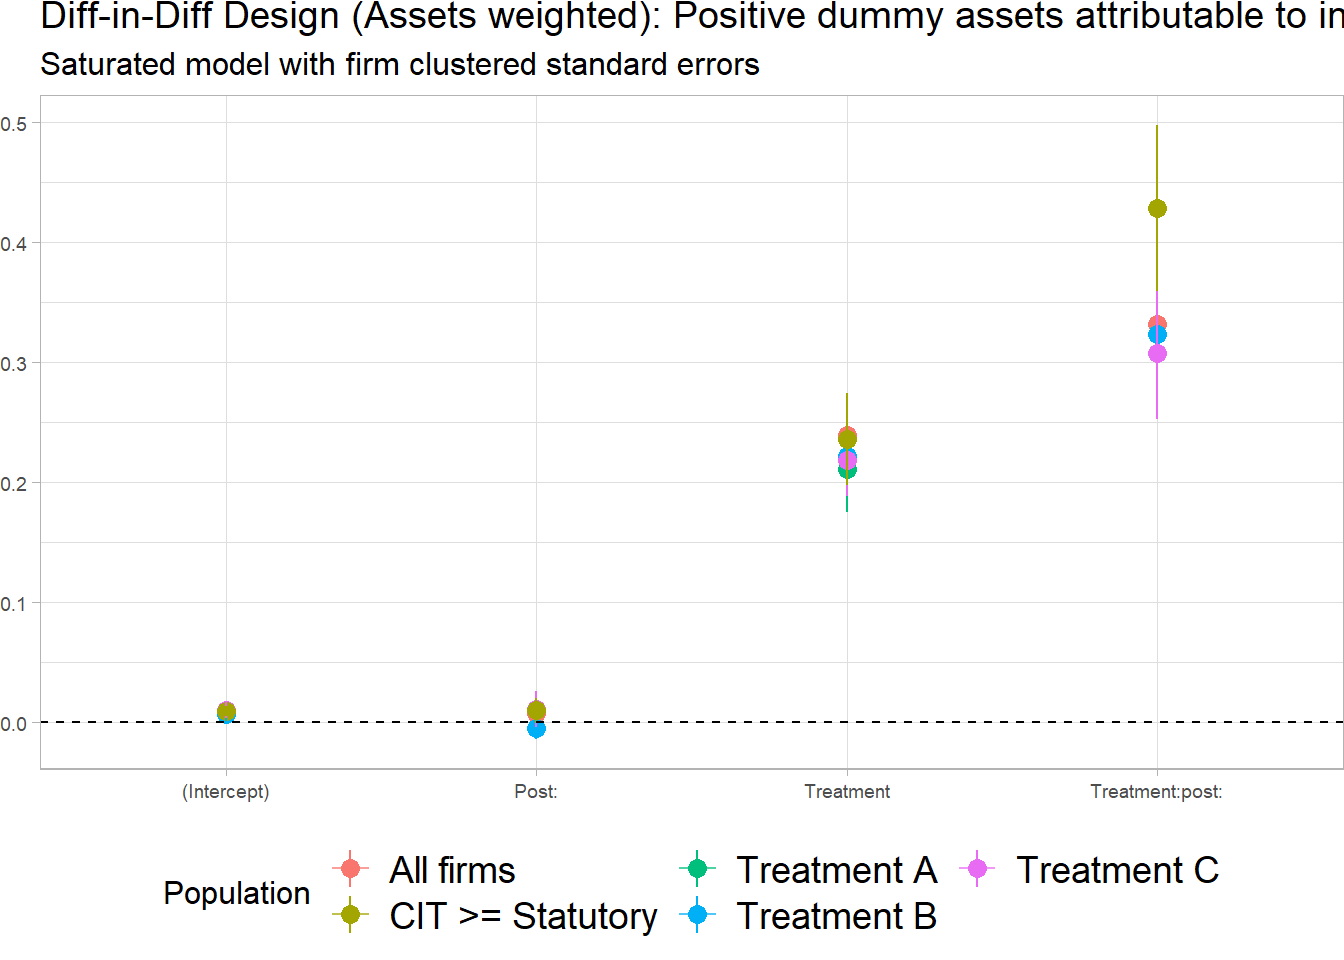 Diff-in-Diff Design (Assets weighted): Positive dummy assets attributable to in
Saturated model with firm clustered standard errors
0.5
0.4
0.3
0.2
0.1
0.0
(Intercept) Post: Treatment Treatment:post:
Population
All firms Treatment A Treatment C
CIT >= Statutory Treatment B